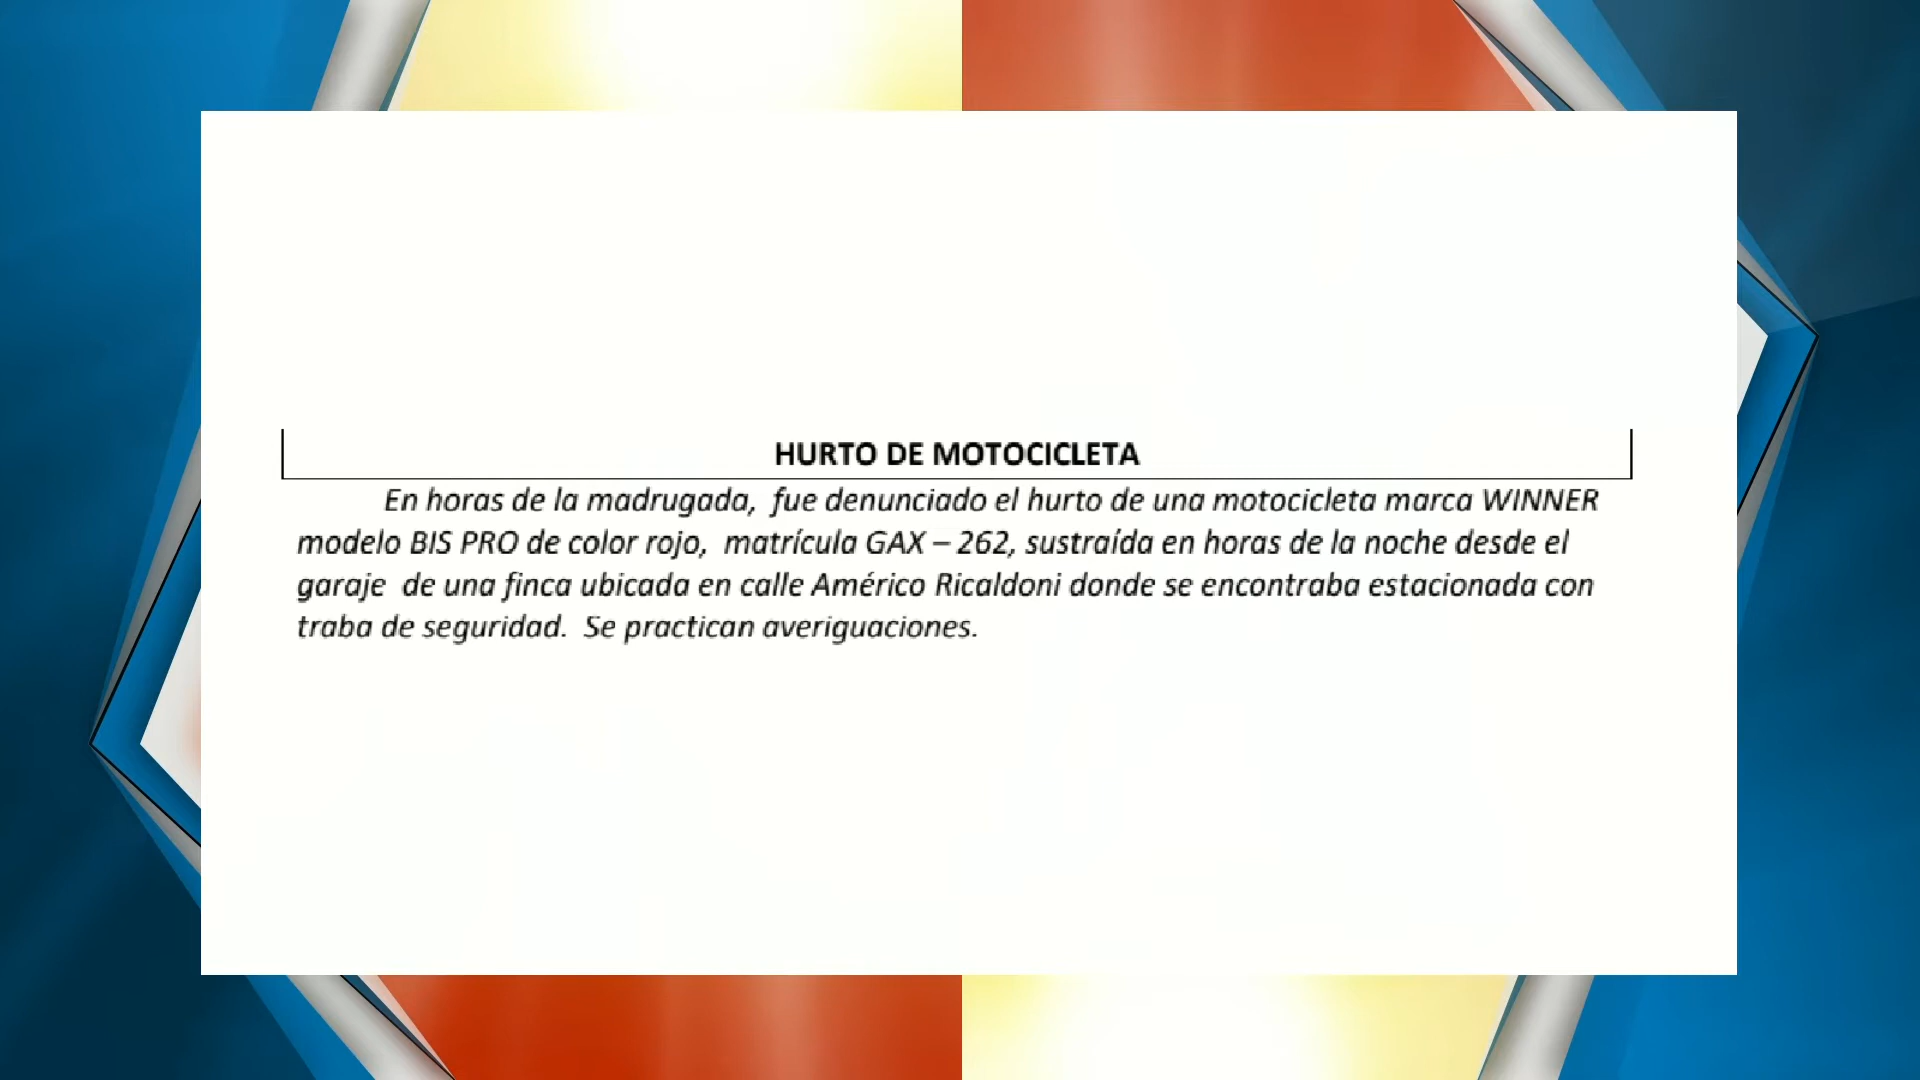 HURTO DE MOTOCICLETA
En horas de la madrugada, fue denunciado el hurto de una motocicleta marca WINNER
modelo BIS PRO de color rojo, matrícula GAX – 262, sustraída en horas de la noche desde el
garaje de una finca ubicada en calle Américo Ricaldoni donde se encontraba estacionada con
traba de seguridad. Se practican averiguaciones.